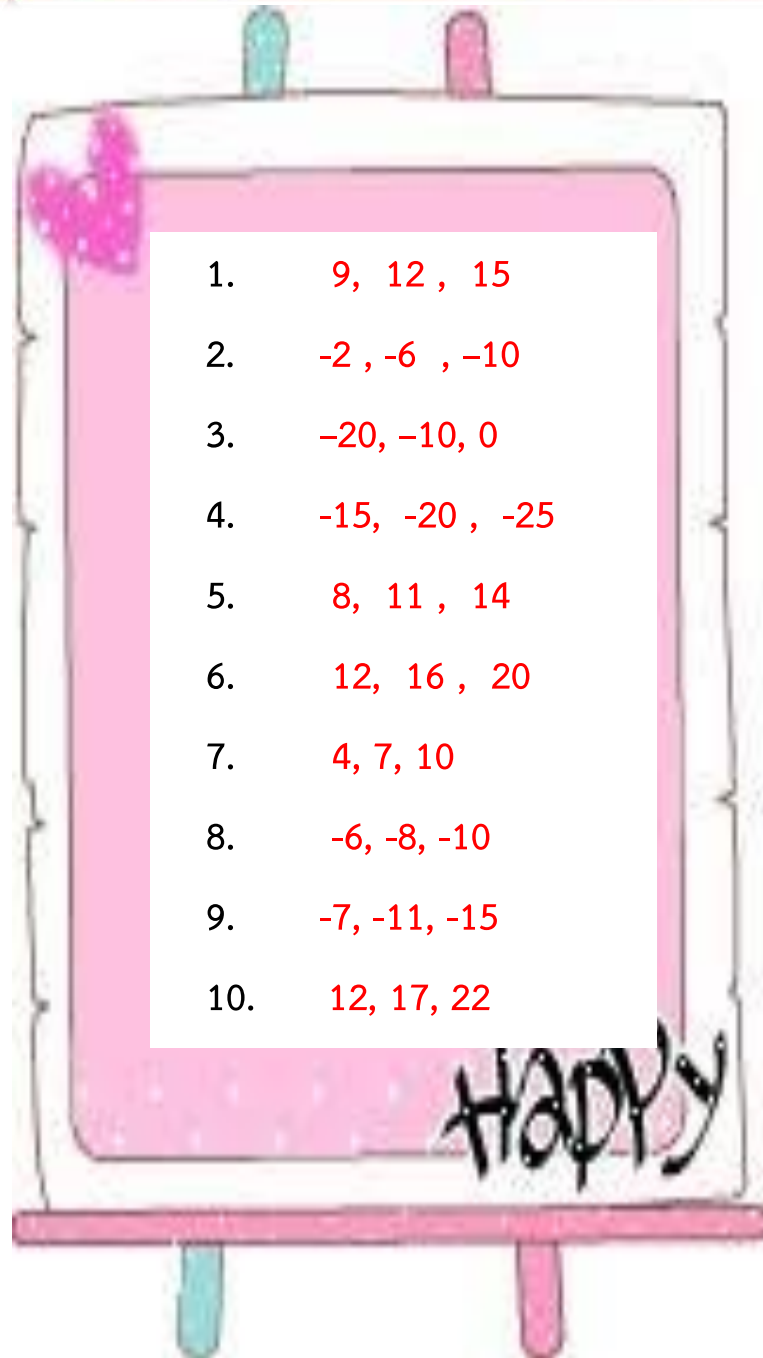 1. 9, 12 , 15
2. -2 , -6 , –10
3. –20, –10, 0
4. -15, -20 , -25
5. 8, 11 , 14
6. 12, 16 , 20
7. 4, 7, 10
8. -6, -8, -10
9. -7, -11, -15
10. 12, 17, 22
Happy